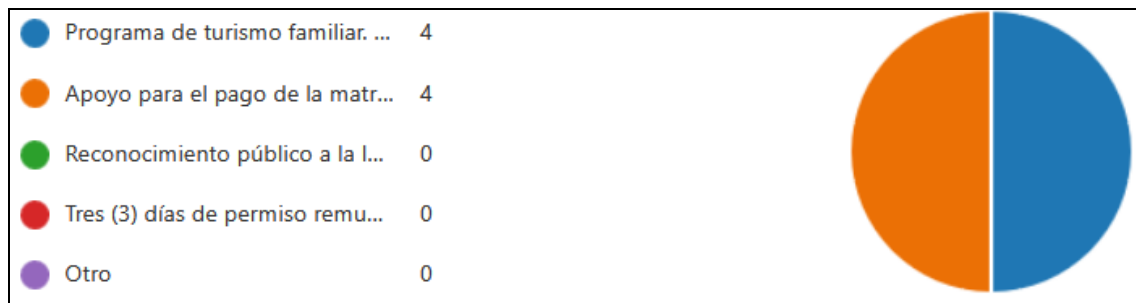 Programa de turismo familiar. ... 4
Apoyo para el pago de la matr... 4
Reconocimiento público a la l... 0
Tres (3) días de permiso remu... 0
Otro 0